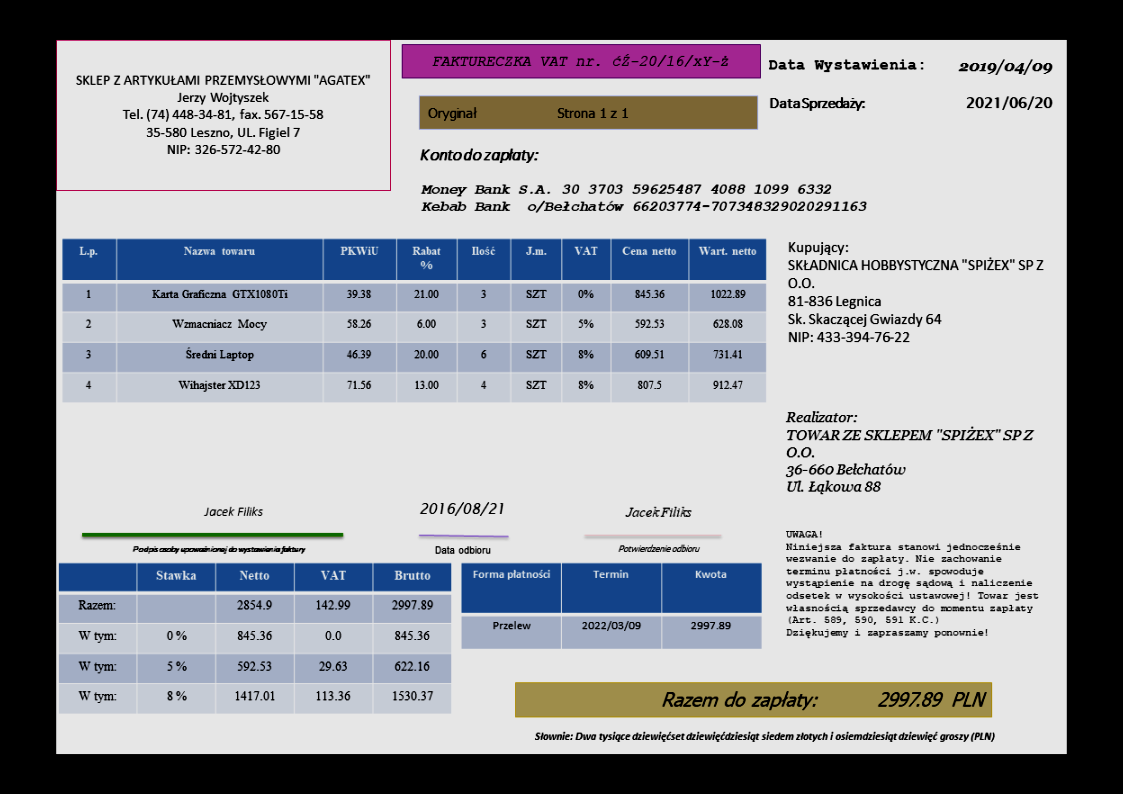 SKLEP Z ARTYKUŁAMI PRZEMYSŁOWYMI "AGATEX"
Jerzy Wojtyszek
Tel. (74) 448-34-81, fax. 567-15-58
35-580 Leszno, UL. Figiel 7
NIP: 326-572-42-80
FAKTURECZKA VAT nr. ćŹ-20/16/xY-ż
Data Wystawienia: 2019/04/09
Oryginał Strona 1 z 1
Data Sprzedaży: 2021/06/20
Konto do zapłaty:
Money Bank S.A. 30 3703 59625487 4088 1099 6332
Kebab Bank o/Bełchatów 66203774-707348329020291163
L.p. Nazwa towaru PKWiU Rabat % Ilość J.m. VAT Cena netto Wart. netto
1 Karta Graficzna GTX1080Ti 39.38 21.00 3 SZT 0% 845.36 1022.89
2 Wzmacniacz Mocy 58.26 6.00 3 SZT 5% 592.53 628.08
3 Średni Laptop 46.39 20.00 6 SZT 8% 609.51 731.41
4 Wihajster XD123 71.56 13.00 4 SZT 8% 807.5 912.47
Kupujący:
SKŁADNICA HOBBYSTYCZNA "SPIŻEX" SP Z
O.O.
81-836 Legnica
Sk. Skaczącej Gwiazdy 64
NIP: 433-394-76-22
Realizator:
TOWAR ZE SKLEPEM "SPIŻEX" SP Z
O.O.
36-660 Bełchatów
Ul. Łąkowa 88
Jacek Filiks
Podpis osoby upoważnionej do wystawienia faktury
2016/08/21
Data odbioru
Jacek Filiks
Potwierdzenie odbioru
UWAGA!
Niniejsza faktura stanowi jednocześnie
wezwanie do zapłaty. Nie zachowanie
terminu płatności j.w. spowoduje
wystąpienie na drogę sądową i naliczenie
odsetek w wysokości ustawowej! Towar jest
własnością sprzedawcy do momentu zapłaty
(Art. 589, 590, 591 K.C.)
Dziękujemy i zapraszamy ponownie!
Stawka Netto VAT Brutto
Razem: 2854.9 142.99 2997.89
W tym: 0 % 845.36 0.0 845.36
W tym: 5 % 592.53 29.63 622.16
W tym: 8 % 1417.01 113.36 1530.37
Forma płatności Termin Kwota
Przelew 2022/03/09 2997.89
Razem do zapłaty: 2997.89 PLN
Słownie: Dwa tysiące dziewięćset dziewięćdziesiąt siedem złotych i osiemdziesiąt dziewięć groszy (PLN)